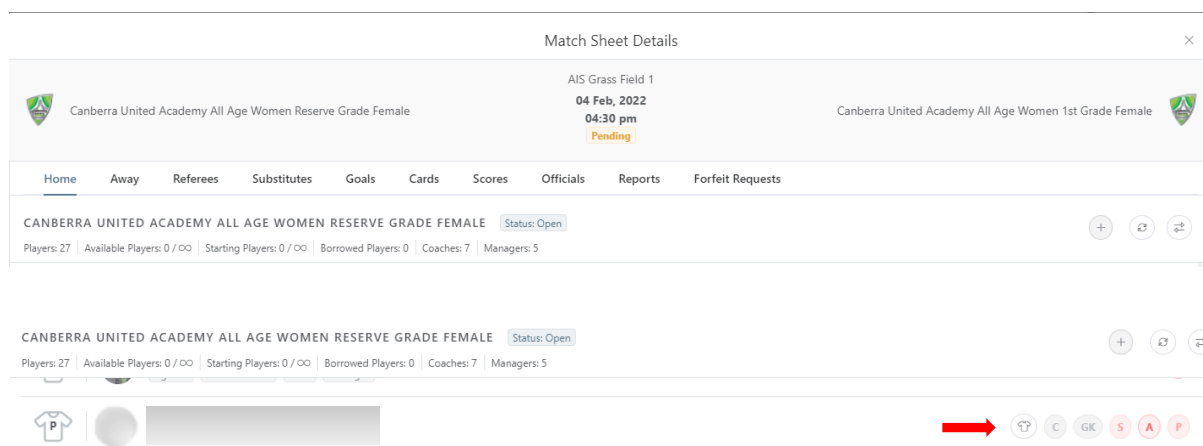 Match Sheet Details
AIS Grass Field 1
Canberra United Academy All Age Women Reserve Grade Female
04 Feb, 2022
04:30 pm
Pending
Canberra United Academy All Age Women 1st Grade Female
Home Away Referees Substitutes Goals Cards Scores Officials Reports Forfeit Requests
CANBERRA UNITED ACADEMY ALL AGE WOMEN RESERVE GRADE FEMALE Status: Open
Players: 27 Available Players: 0 / ∞ Starting Players: 0 / ∞ Borrowed Players: 0 Coaches: 7 Managers: 5
CANBERRA UNITED ACADEMY ALL AGE WOMEN RESERVE GRADE FEMALE Status: Open
Players: 27 Available Players: 0 / ∞ Starting Players: 0 / ∞ Borrowed Players: 0 Coaches: 7 Managers: 5
P C GK S A P